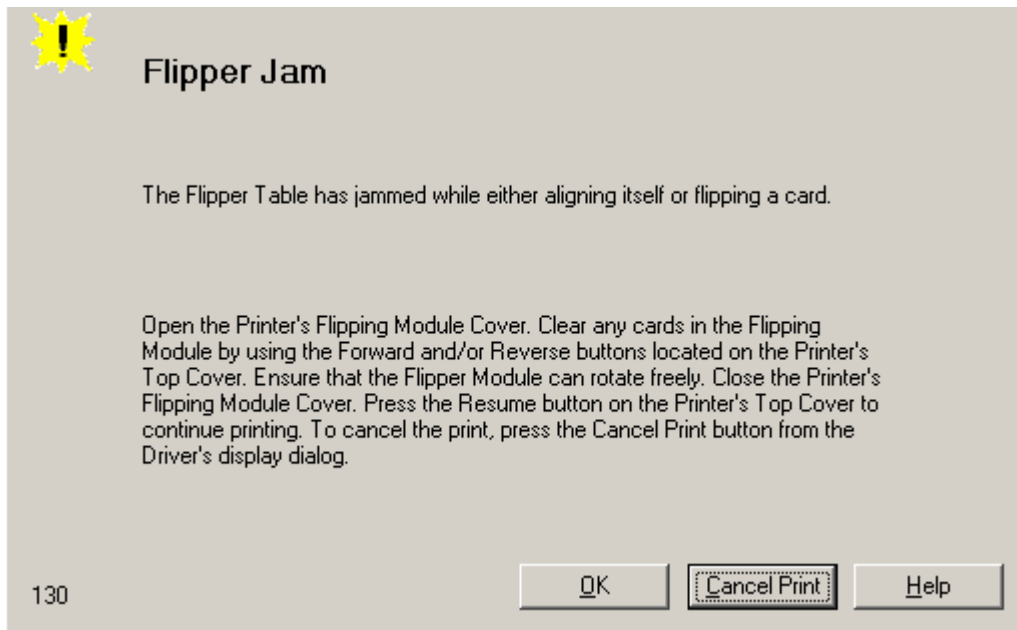 !
Flipper Jam
The Flipper Table has jammed while either aligning itself or flipping a card.
Open the Printer's Flipping Module Cover. Clear any cards in the Flipping
Module by using the Forward and/or Reverse buttons located on the Printer's
Top Cover. Ensure that the Flipper Module can rotate freely. Close the Printer's
Flipping Module Cover. Press the Resume button on the Printer's Top Cover to
continue printing. To cancel the print, press the Cancel Print button from the
Driver's display dialog.
130 OK Cancel Print Help